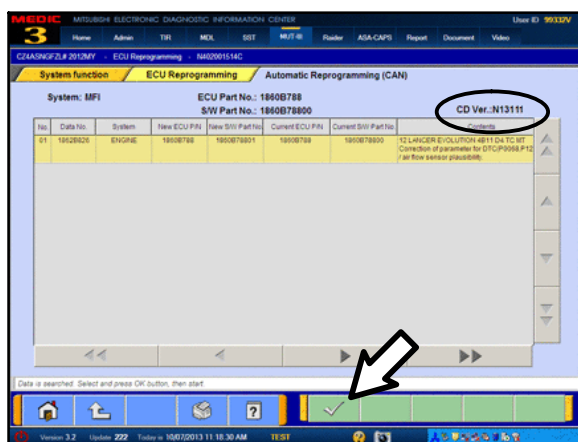 MEDIC MITSUBISHI ELECTRONIC DIAGNOSTIC INFORMATION CENTER User ID 99332V
3 Home Admin TIR MDL SST MUT-III Raider ASA-CAPS Report Document Video
CZ4ASNGFZL# 2012MY - ECU Reprogramming - N402001514C
System function ECU Reprogramming Automatic Reprogramming (CAN)
System: MFI ECU Part No.: 1860B788
S/W Part No.: 1860B78800 CD Ver.:N13111
No. Data No. System New ECU P/N New S/W Part No Current ECU P/N Current S/W Part No Contents
01 1862B826 ENGINE 1860B788 1860B78801 1860B788 1860B78800 12 LANCER EVOLUTION 4B11 D4 TC MT
Correction of parameter for DTC(P0068,P12
/ air flow sensor plausibility.
Data is searched. Select and press OK button, then start.
?
Version 3.2 Update 222 Today is 10/07/2013 11:18:30 AM TEST